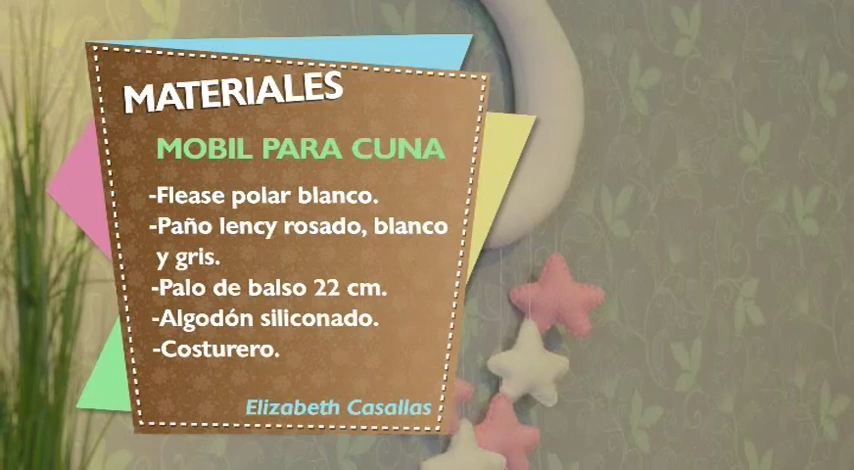 MATERIALES
MOBIL PARA CUNA
-Flease polar blanco.
-Paño lency rosado, blanco
y gris.
-Palo de balso 22 cm.
-Algodón siliconado.
-Costurero.
Elizabeth Casallas